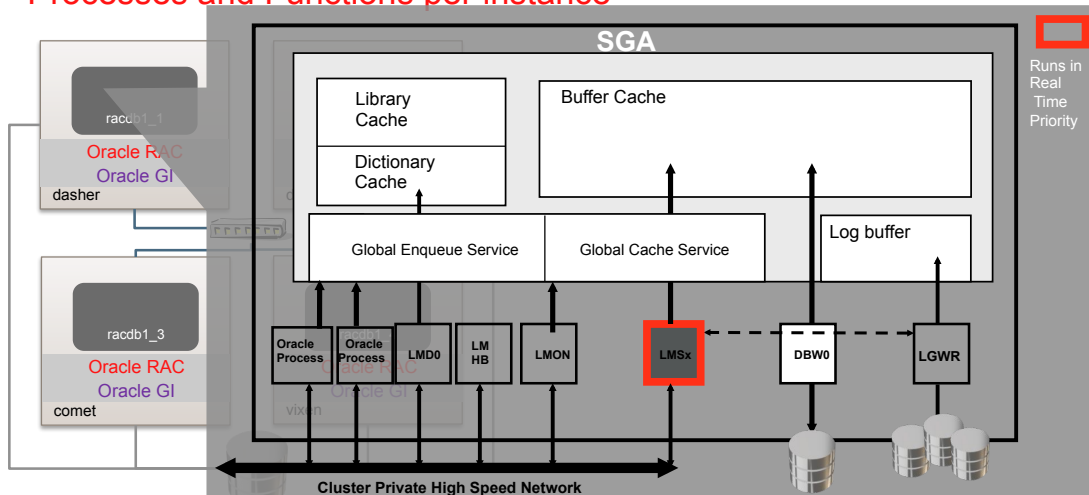 Processes and Functions per instance
SGA
Runs in
Real
Time
Priority
Library
Cache
Buffer Cache
Dictionary
Cache
racdb1_1
Oracle RAC
Oracle GI
dasher
Global Enqueue Service
Global Cache Service
Log buffer
racdb1_3
Oracle RAC
Oracle GI
comet
Oracle
Process
Oracle
Process
LMD0
LM
HB
LMON
LMSx
DBW0
LGWR
racdb1
Oracle RAC
Oracle GI
vixen
Cluster Private High Speed Network